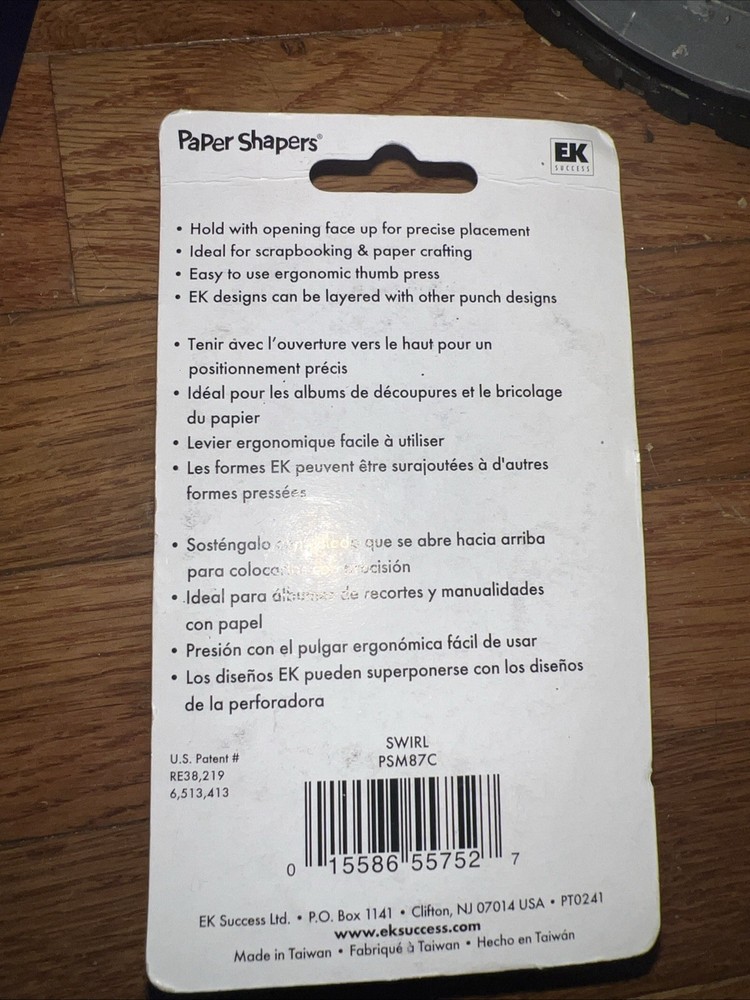 PaPer Shapers®
EK
SUCCESS
• Hold with opening face up for precise placement
• Ideal for scrapbooking & paper crafting
• Easy to use ergonomic thumb press
• EK designs can be layered with other punch designs
• Tenir avec l'ouverture vers le haut pour un
positionnement précis
• Idéal pour les albums de découpures et le bricolage
du papier
• Levier ergonomique facile à utiliser
• Les formes EK peuvent être surajoutées à d'autres
formes pressées
• Sosténgalo que se abre hacia arriba
para
• Ideal para álbumes de recortes y manualidades
con papel
• Presión con el pulgar ergonómica fácil de usar
• Los diseños EK pueden superponerse con los diseños
de la perforadora
SWIRL
PSM87C
U.S. Patent #
RE38,219
6,513,413
0 15586 55752 7
EK Success Ltd. • P.O. Box 1141 • Clifton, NJ 07014 USA • PT0241
www.eksuccess.com
Made in Taiwan • Fabriqué à Taiwan • Hecho en Taiwán